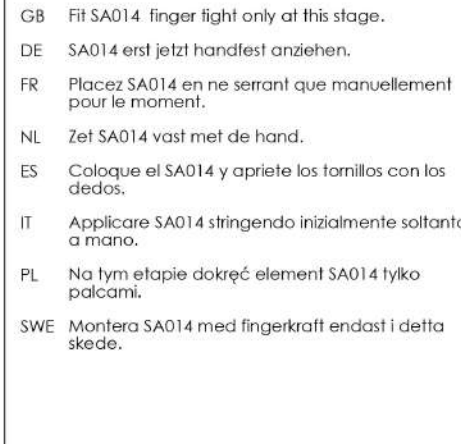 GB Fit SA014 finger tight only at this stage.
DE SA014 erst jetzt handfest anziehen.
FR Placez SA014 en ne serrant que manuellement
pour le moment.
NL Zet SA014 vast met de hand.
ES Coloque el SA014 y apriete los tornillos con los
dedos.
IT Applicare SA014 stringendo inizialmente soltanto
a mano.
PL Na tym etapie dokręć element SA014 tylko
palcami.
SWE Montera SA014 med fingerkraft endast i detta
skede.